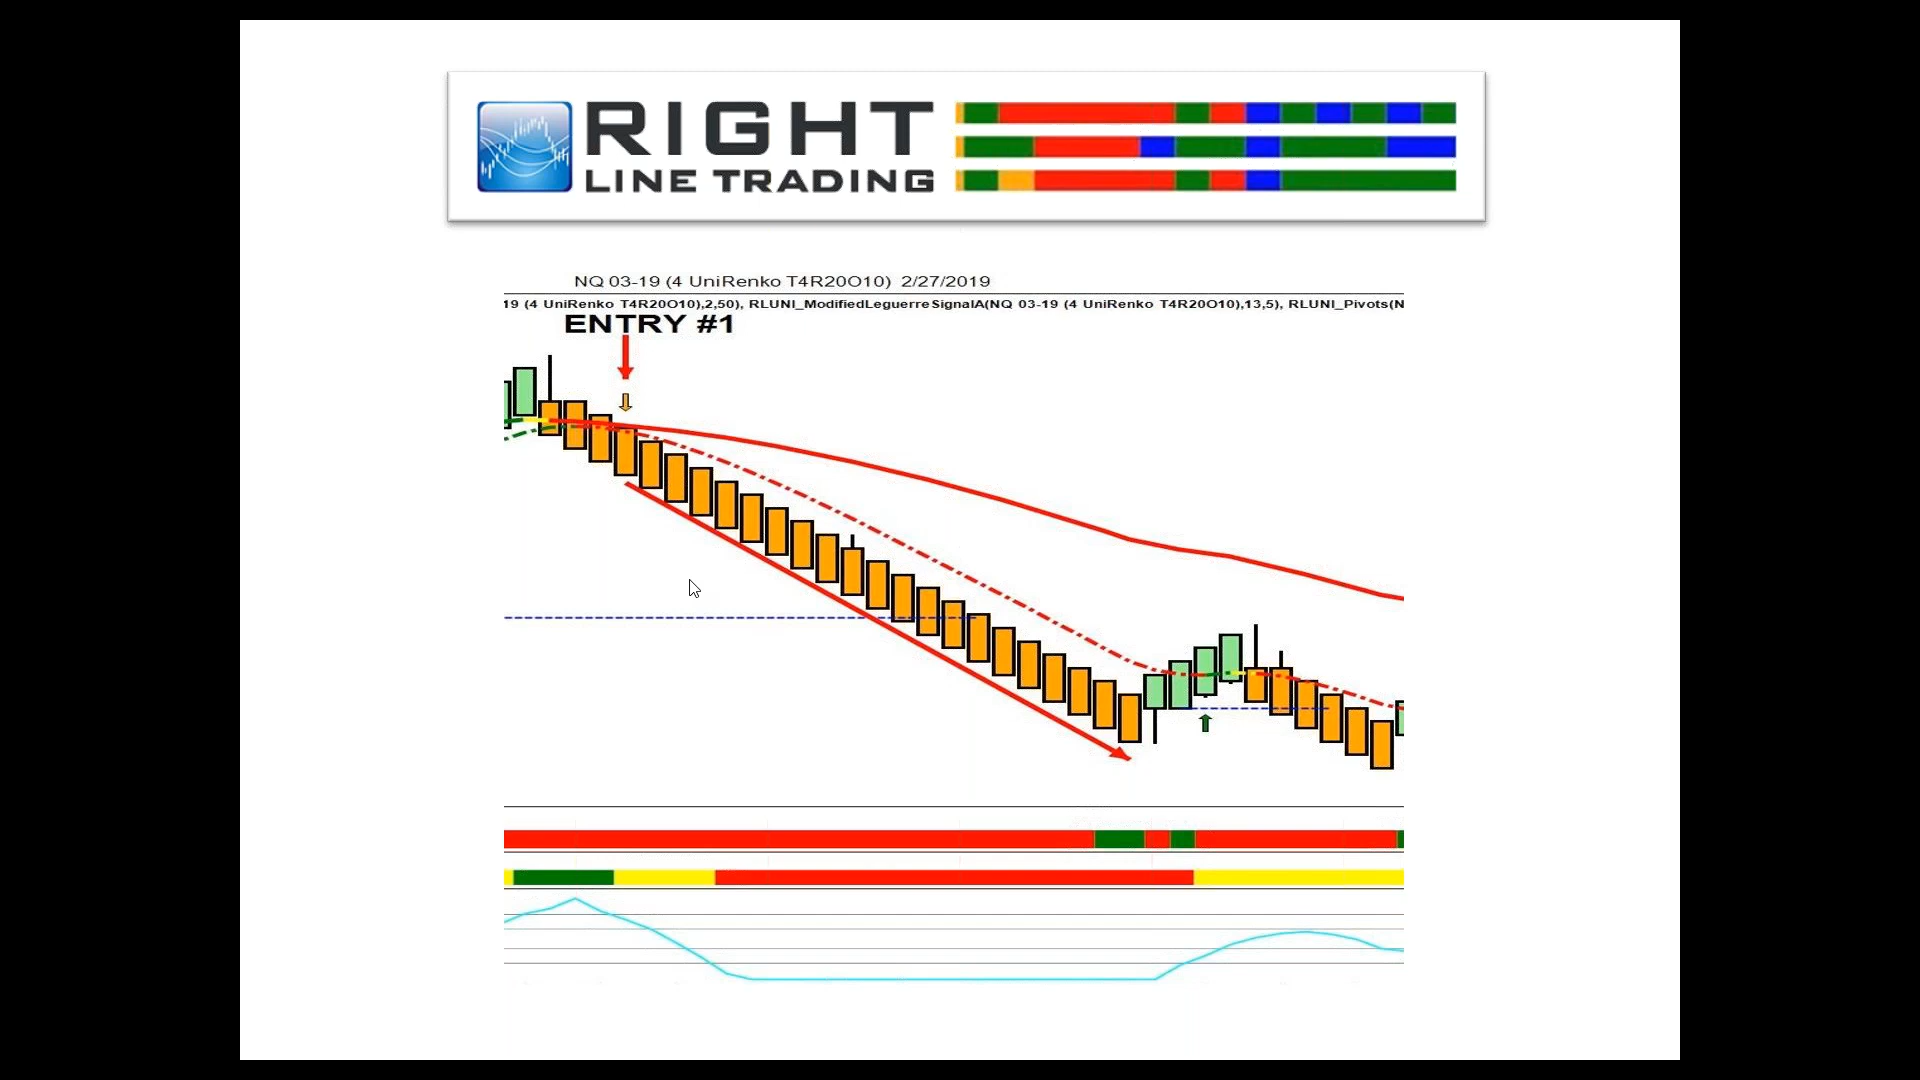 RIGHT
LINE TRADING
NQ 03-19 (4 UniRenko T4R20O10) 2/27/2019
19 (4 UniRenko T4R20O10),2,50), RLUNI_ModifiedLeguerreSignalA(NQ 03-19 (4 UniRenko T4R20O10),13,5), RLUNI_Pivots(N
ENTRY #1